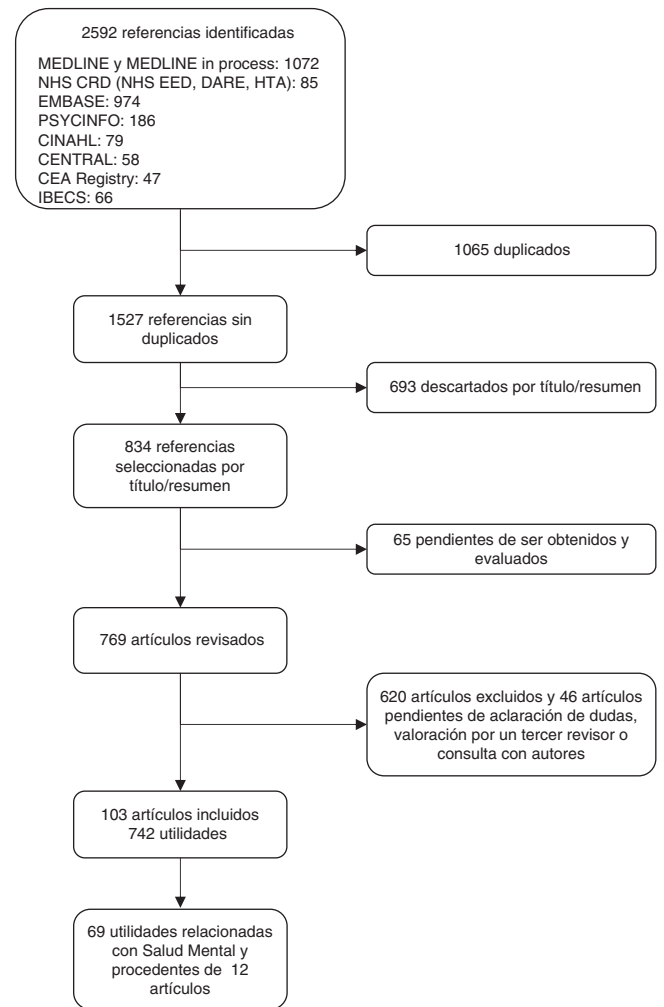 2592 referencias identificadas
MEDLINE y MEDLINE in process: 1072
NHS CRD (NHS EED, DARE, HTA): 85
EMBASE: 974
PSYCINFO: 186
CINAHL: 79
CENTRAL: 58
CEA Registry: 47
IBECS: 66
1065 duplicados
1527 referencias sin
duplicados
693 descartados por título/resumen
834 referencias
seleccionadas por
título/resumen
65 pendientes de ser obtenidos y
evaluados
769 artículos revisados
620 artículos excluidos y 46 artículos
pendientes de aclaración de dudas,
valoración por un tercer revisor o
consulta con autores
103 artículos incluidos
742 utilidades
69 utilidades relacionadas
con Salud Mental y
procedentes de 12
artículos